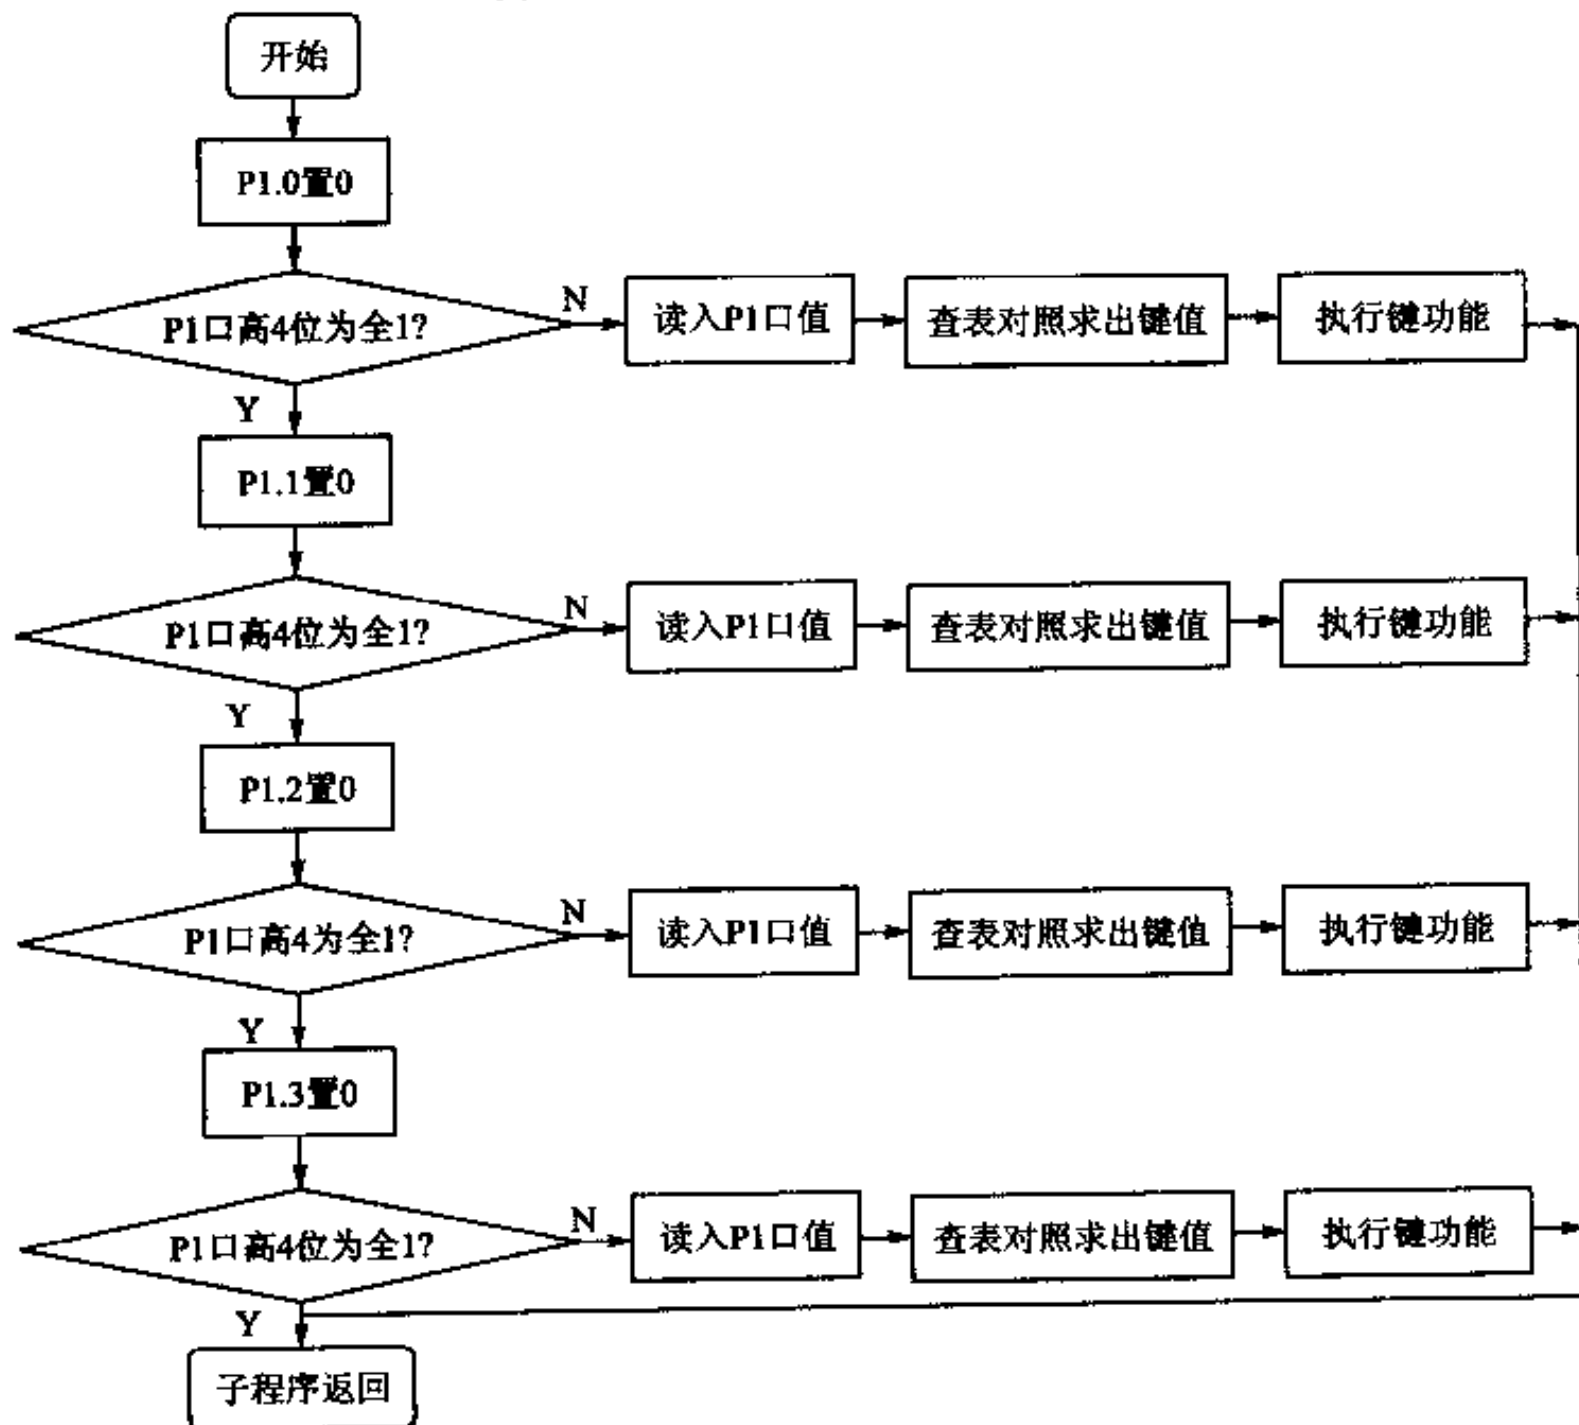 开始
P1.0置0
P1口高4位为全1?
N
读入P1口值
查表对照求出键值
执行键功能
Y
P1.1置0
P1口高4位为全1?
N
读入P1口值
查表对照求出键值
执行键功能
Y
P1.2置0
P1口高4为全1?
N
读入P1口值
查表对照求出键值
执行键功能
Y
P1.3置0
P1口高4位为全1?
N
读入P1口值
查表对照求出键值
执行键功能
Y
子程序返回